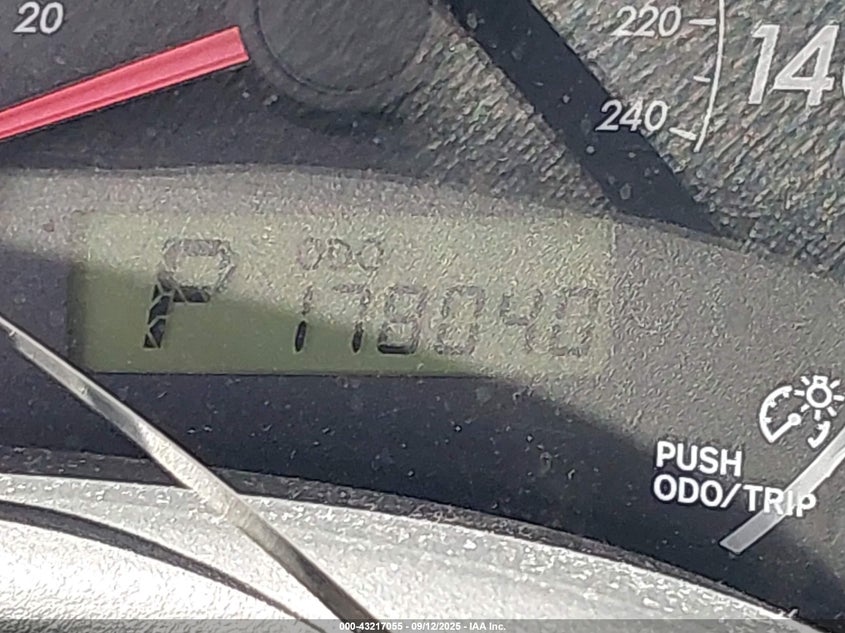 20
220
240
14
ODO
P 178040
PUSH
ODO/TRIP
000-43217055 - 09/12/2025 - IAA Inc.